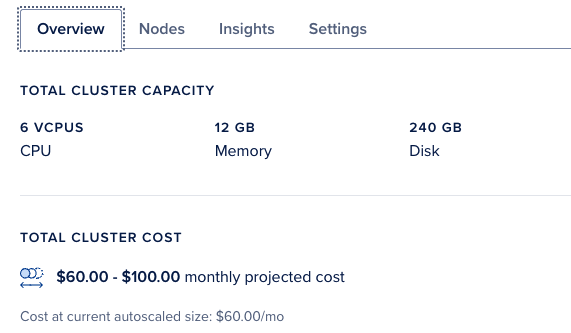 Overview Nodes Insights Settings
TOTAL CLUSTER CAPACITY
6 VCPUS 12 GB 240 GB
CPU Memory Disk
TOTAL CLUSTER COST
$60.00 - $100.00 monthly projected cost
Cost at current autoscaled size: $60.00/mo